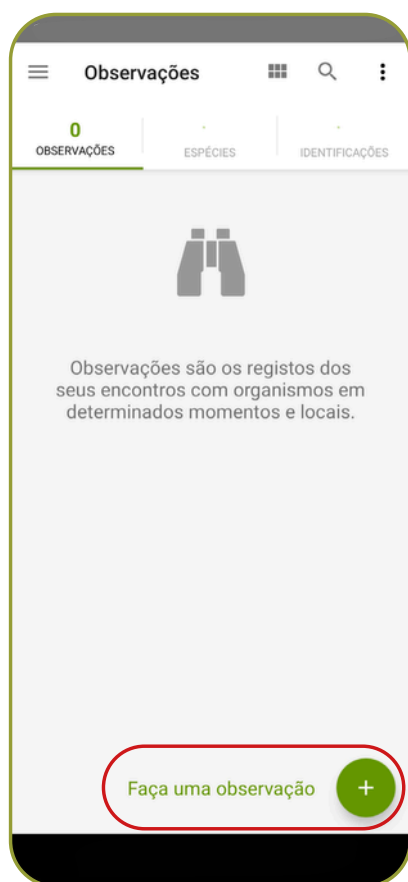 Observações
0
OBSERVAÇÕES
ESPÉCIES
IDENTIFICAÇÕES
Observações são os registos dos
seus encontros com organismos em
determinados momentos e locais.
Faça uma observação +